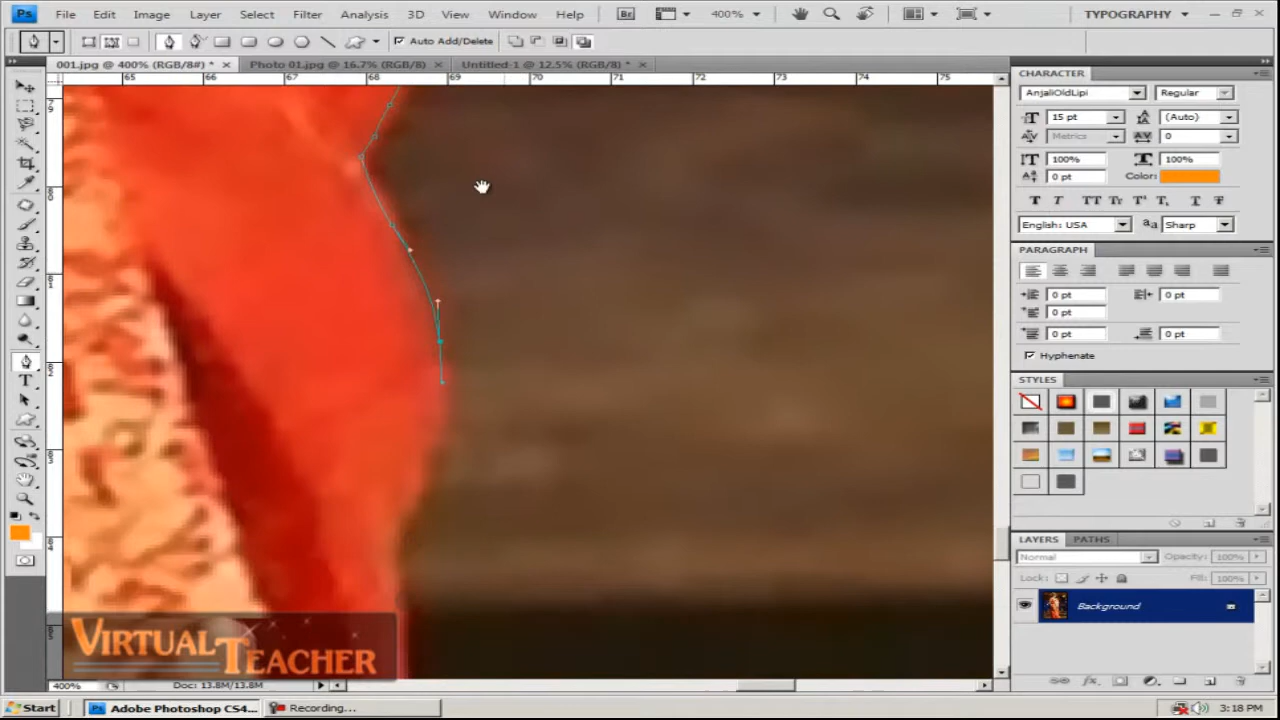 Ps File Edit Image Layer Select Filter Analysis 3D View Window Help Br 400% TYPOGRAPHY
Auto Add/Delete
001.jpg @ 400% (RGB/8#) * × Photo 01.jpg @ 16.7% (RGB/8) × Untitled-1 @ 12.5% (RGB/8) * ×
65 66 67 68 69 70 71 72 73 74 75
CHARACTER
AnjaliOldLipi Regular
15 pt (Auto)
Metrics 0
100% 100%
0 pt Color:
T T TT Tr T¹ T, T T
English: USA aa Sharp
PARAGRAPH
0 pt 0 pt
0 pt
0 pt 0 pt
Hyphenate
STYLES
LAYERS PATHS
Normal Opacity: 100%
Lock: Fill: 100%
Background
VIRTUAL TEACHER
400% Doc: 13.8M/13.8M
Start Ps Adobe Photoshop CS4... Recording... 3:18 PM